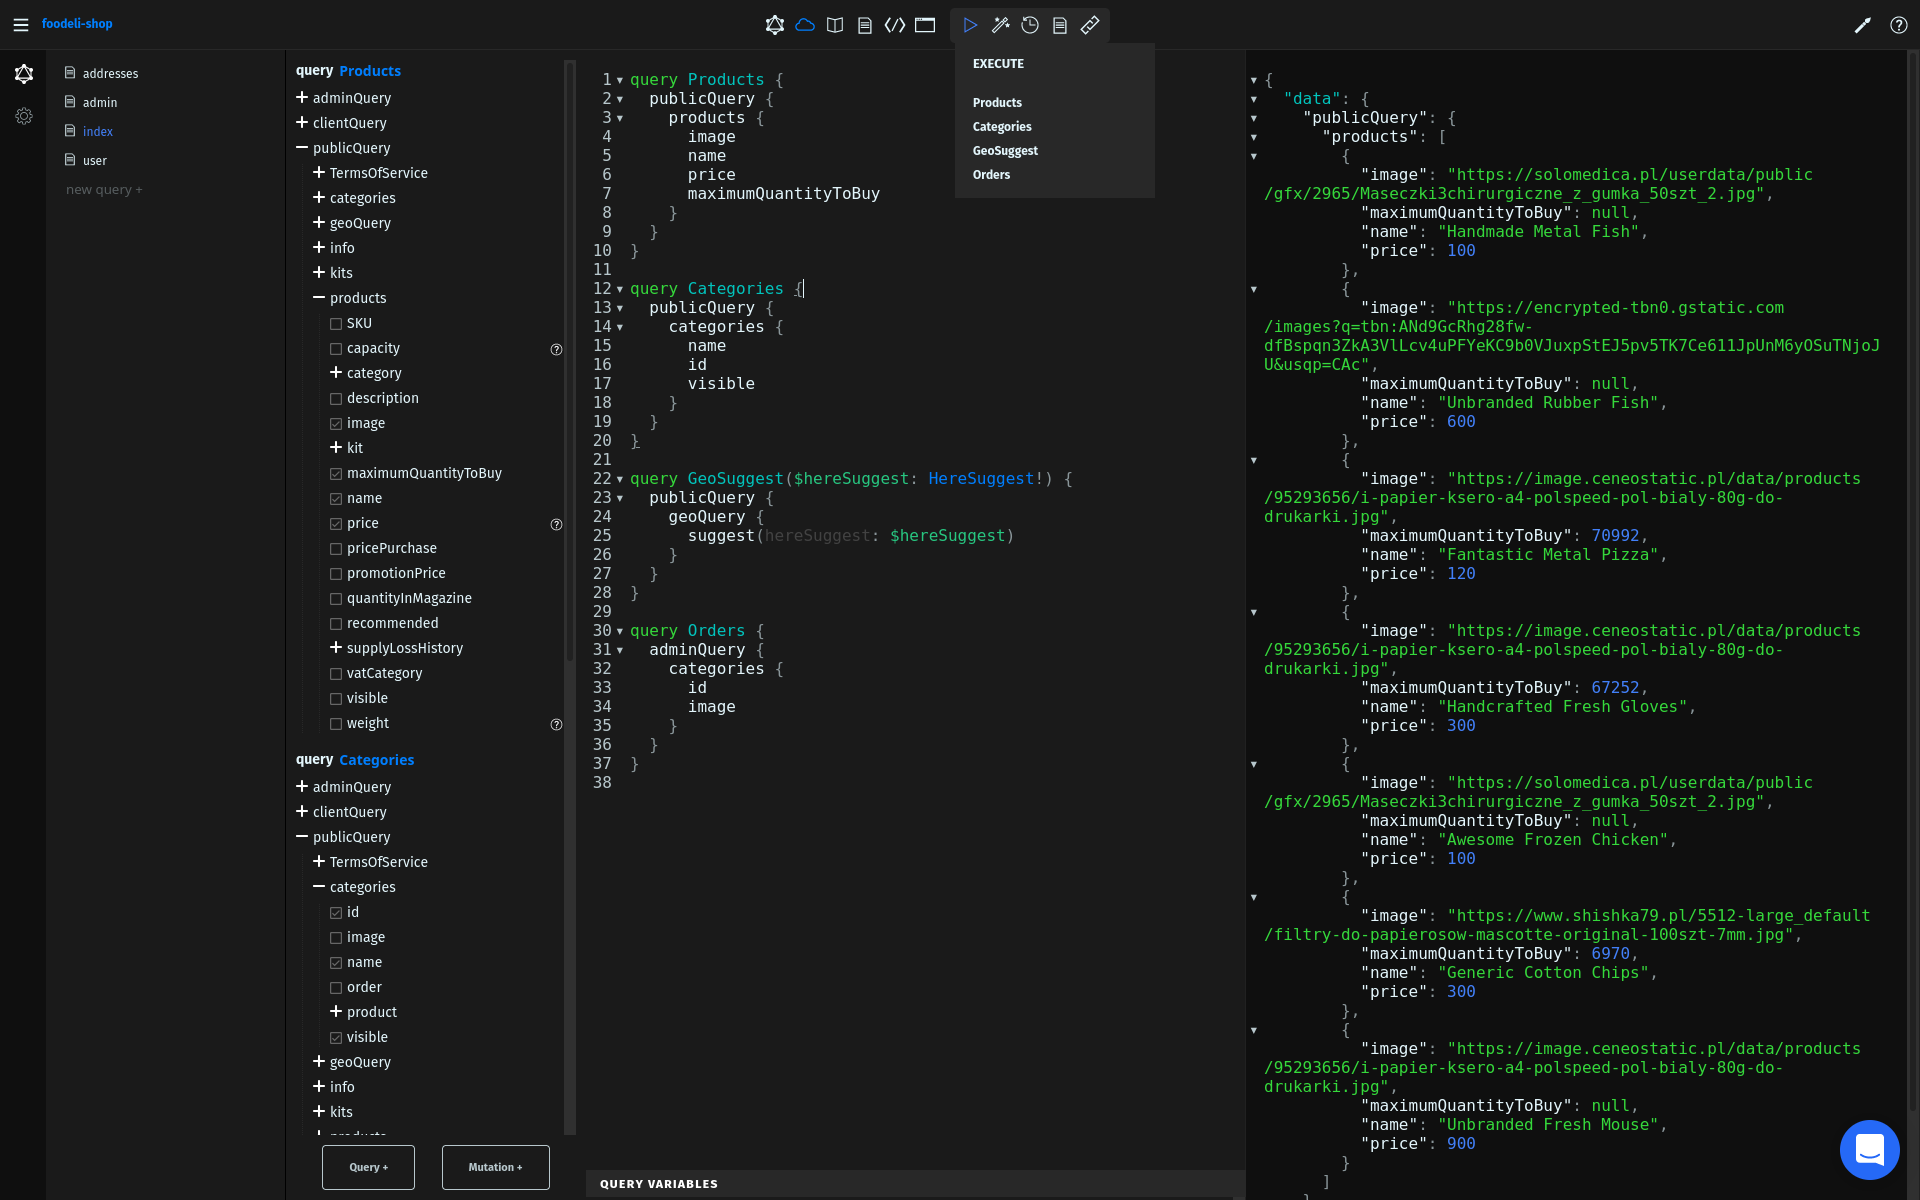 foodeli-shop
addresses
admin
index
user
new query +
query Products
adminQuery
clientQuery
publicQuery
TermsOfService
categories
geoQuery
info
kits
products
SKU
capacity
category
description
image
kit
maximumQuantityToBuy
name
price
pricePurchase
promotionPrice
quantityInMagazine
recommended
supplyLossHistory
vatCategory
visible
weight
query Categories
adminQuery
clientQuery
publicQuery
TermsOfService
categories
id
image
name
order
product
visible
geoQuery
info
kits
Query +
Mutation +
1 query Products {
2 publicQuery {
3 products {
4 image
5 name
6 price
7 maximumQuantityToBuy
8 }
9 }
10 }
11
12 query Categories {
13 publicQuery {
14 categories {
15 name
16 id
17 visible
18 }
19 }
20 }
21
22 query GeoSuggest($hereSuggest: HereSuggest!) {
23 publicQuery {
24 geoQuery {
25 suggest(hereSuggest: $hereSuggest)
26 }
27 }
28 }
29
30 query Orders {
31 adminQuery {
32 categories {
33 id
34 image
35 }
36 }
37 }
38
QUERY VARIABLES
EXECUTE
Products
Categories
GeoSuggest
Orders
{
"data": {
"publicQuery": {
"products": [
{
"image": "https://solomedica.pl/userdata/public
/gfx/2965/Maseczki3chirurgiczne_z_gumka_50szt_2.jpg",
"maximumQuantityToBuy": null,
"name": "Handmade Metal Fish",
"price": 100
},
{
"image": "https://encrypted-tbn0.gstatic.com
/images?q=tbn:ANd9GcRhg28fw-
dfBspqn3ZkA3VlLcv4uPFYeKC9b0VJuxpStEJ5pv5TK7Ce611JpUnM6yOSuTNjoJ
U&usqp=CAc",
"maximumQuantityToBuy": null,
"name": "Unbranded Rubber Fish",
"price": 600
},
{
"image": "https://image.ceneostatic.pl/data/products
/95293656/i-papier-ksero-a4-polspeed-pol-bialy-80g-do-
drukarki.jpg",
"maximumQuantityToBuy": 70992,
"name": "Fantastic Metal Pizza",
"price": 120
},
{
"image": "https://image.ceneostatic.pl/data/products
/95293656/i-papier-ksero-a4-polspeed-pol-bialy-80g-do-
drukarki.jpg",
"maximumQuantityToBuy": 67252,
"name": "Handcrafted Fresh Gloves",
"price": 300
},
{
"image": "https://solomedica.pl/userdata/public
/gfx/2965/Maseczki3chirurgiczne_z_gumka_50szt_2.jpg",
"maximumQuantityToBuy": null,
"name": "Awesome Frozen Chicken",
"price": 100
},
{
"image": "https://www.shishka79.pl/5512-large_default
/filtry-do-papierosow-mascotte-original-100szt-7mm.jpg",
"maximumQuantityToBuy": 6970,
"name": "Generic Cotton Chips",
"price": 300
},
{
"image": "https://image.ceneostatic.pl/data/products
/95293656/i-papier-ksero-a4-polspeed-pol-bialy-80g-do-
drukarki.jpg",
"maximumQuantityToBuy": null,
"name": "Unbranded Fresh Mouse",
"price": 900
}
]